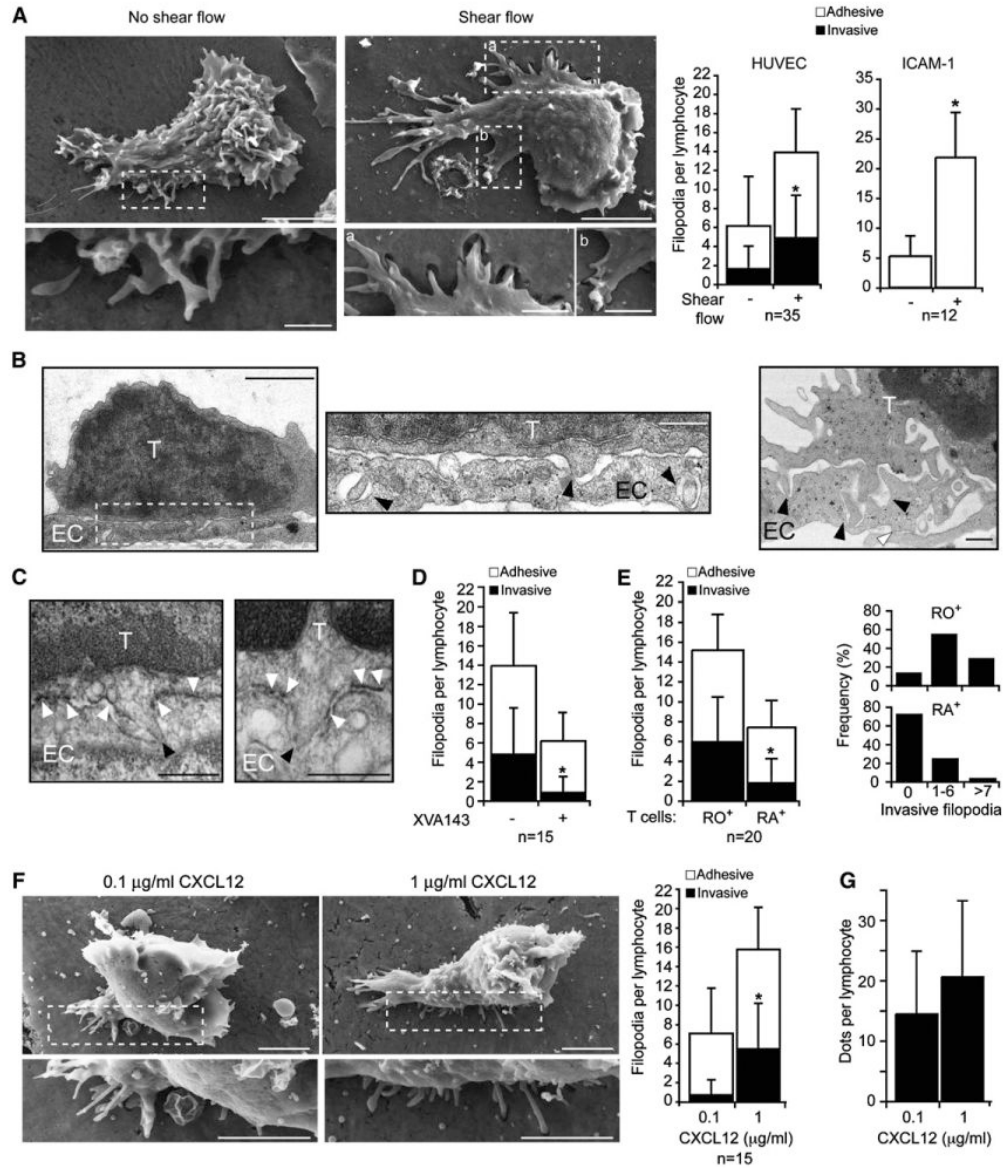 A
No shear flow
Shear flow
a
b
a
b
Adhesive
Invasive
HUVEC
ICAM-1
Filopodia per lymphocyte
22
20
18
16
14
12
10
8
6
4
2
0
35
30
25
20
15
10
5
0
Shear flow
- +
- +
n=35
n=12
B
T
EC
T
EC
T
EC
C
T
EC
T
EC
D
Adhesive
Invasive
Filopodia per lymphocyte
22
20
18
16
14
12
10
8
6
4
2
0
*
XVA143
- +
n=15
E
Adhesive
Invasive
Filopodia per lymphocyte
22
20
18
16
14
12
10
8
6
4
2
0
*
T cells: RO+ RA+
n=20
Frequency (%)
80
60
40
20
0
RO+
80
60
40
20
0
RA+
0 1-6 >7
Invasive filopodia
F
0.1 µg/ml CXCL12
1 µg/ml CXCL12
Adhesive
Invasive
Filopodia per lymphocyte
22
20
18
16
14
12
10
8
6
4
2
0
*
0.1 1
CXCL12 (µg/ml)
n=15
G
Dots per lymphocyte
40
30
20
10
0
0.1 1
CXCL12 (µg/ml)